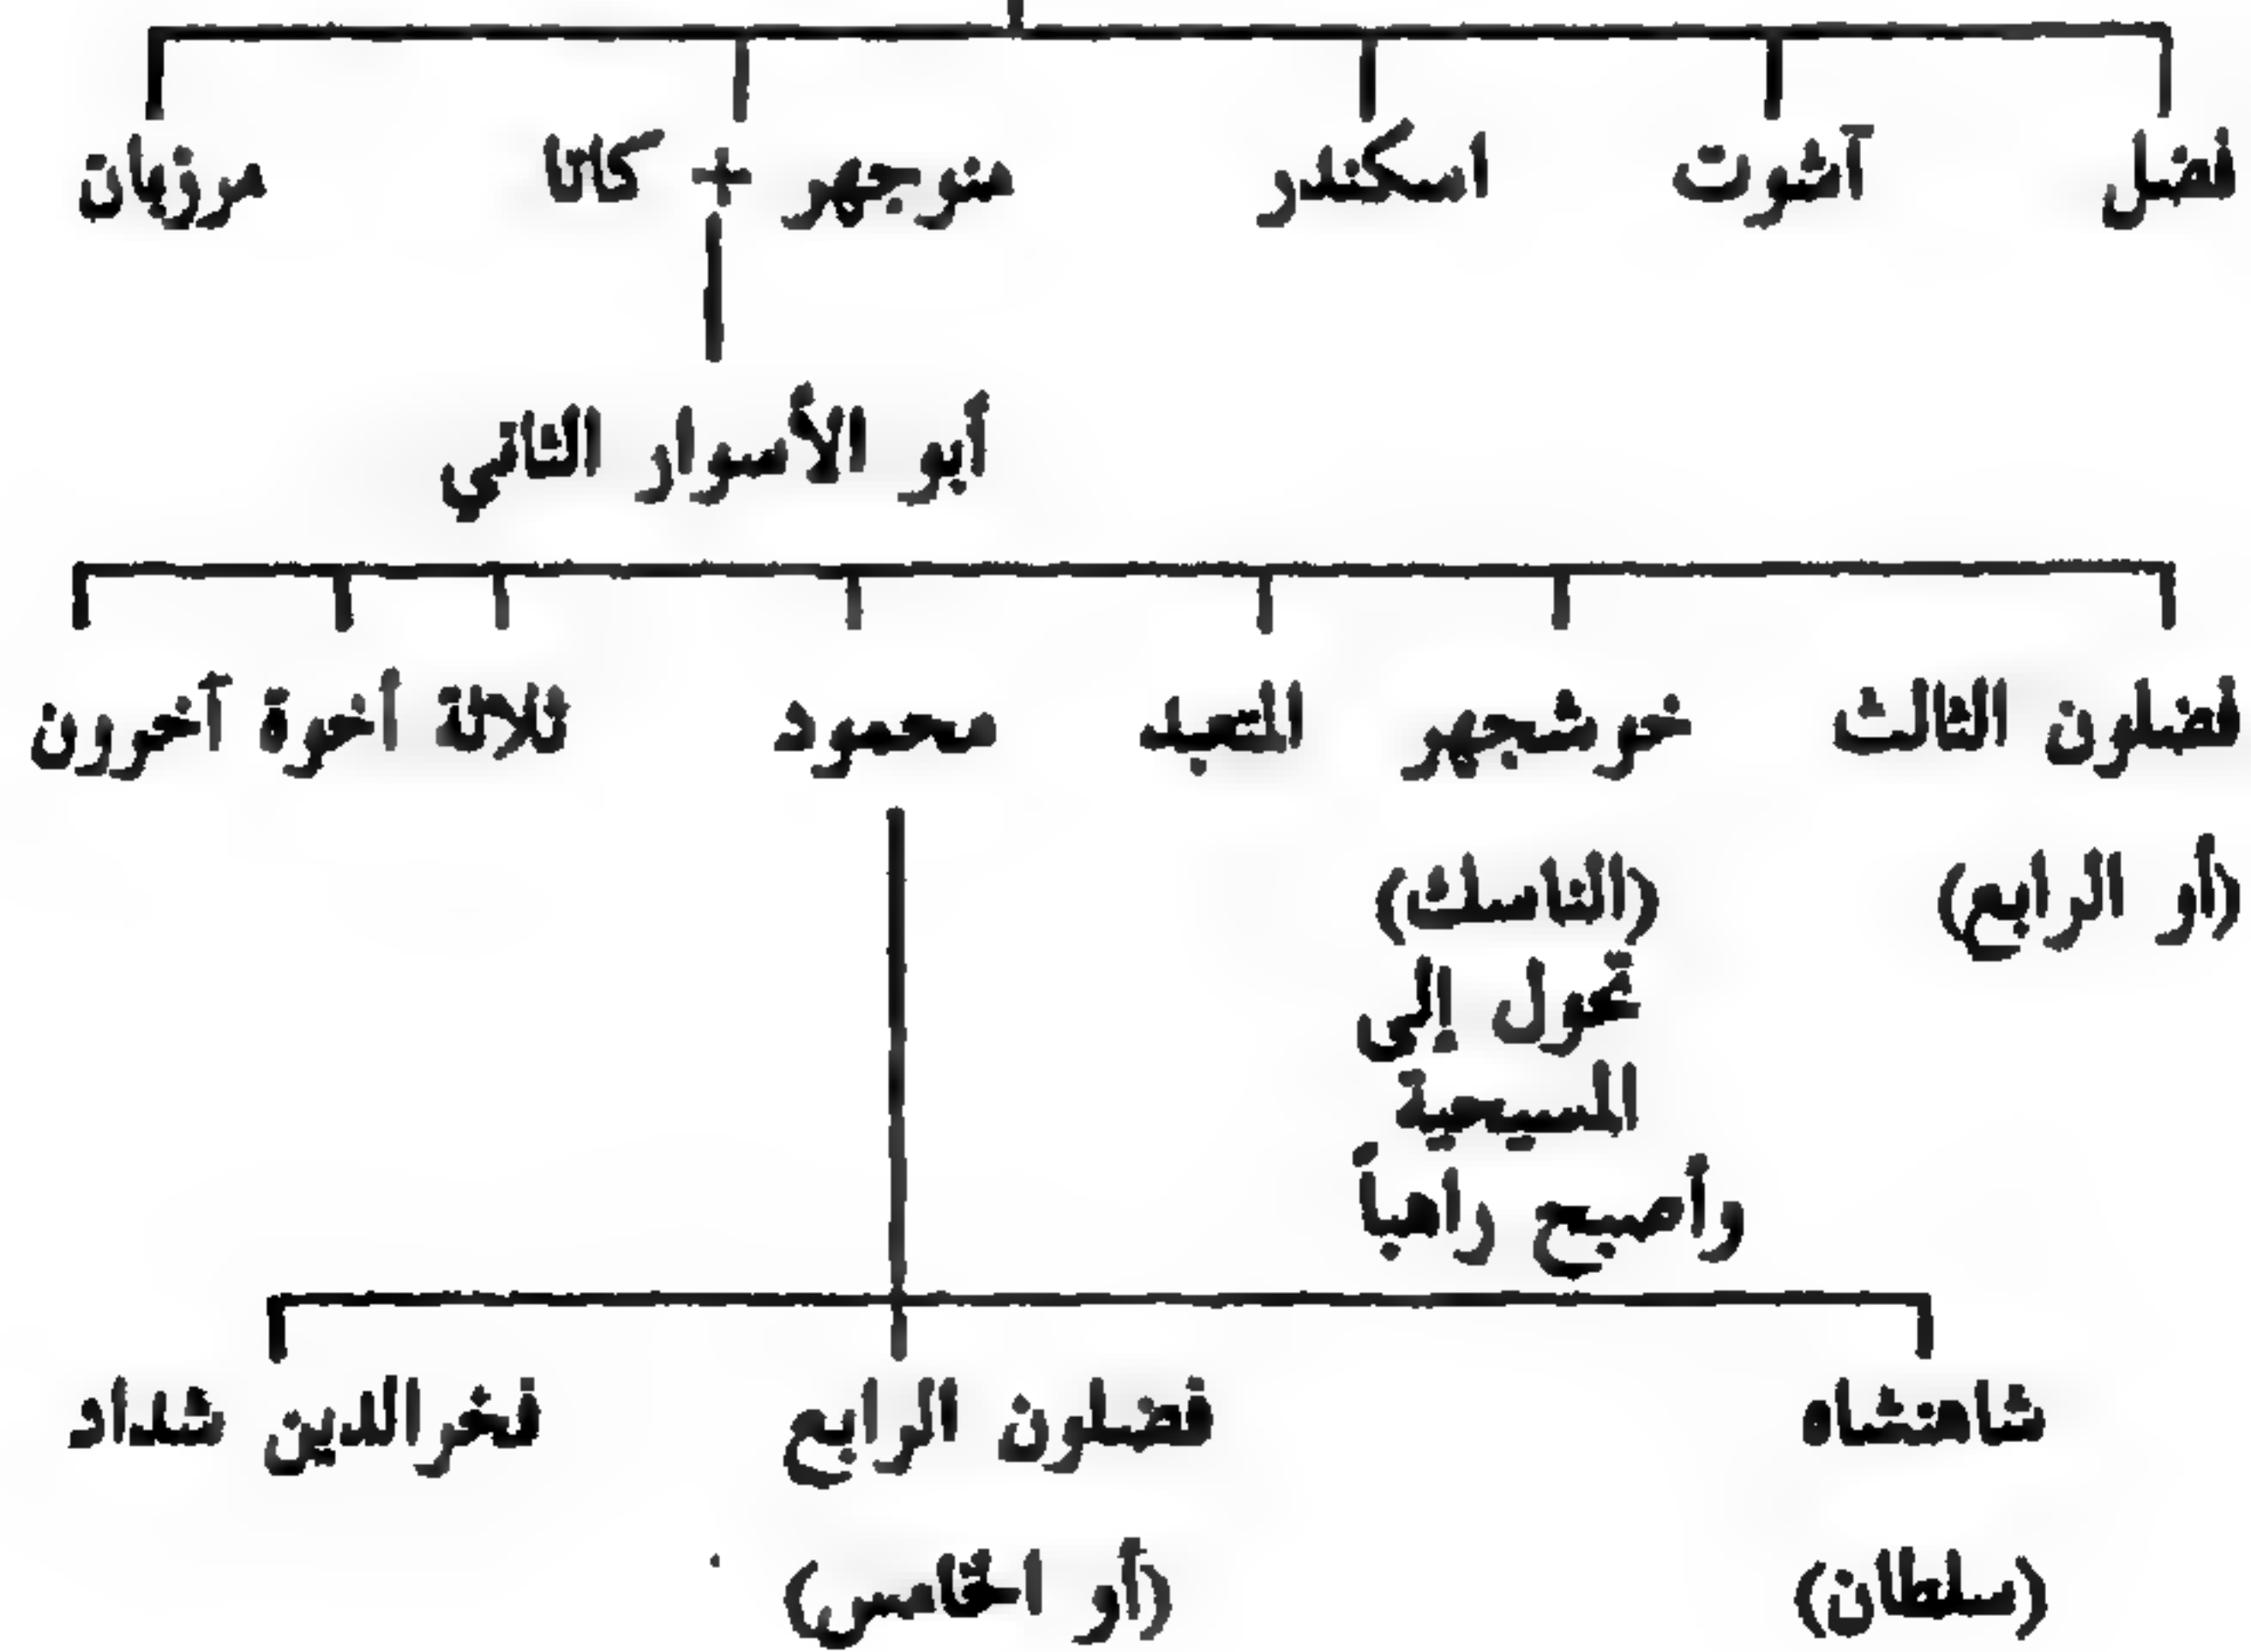 فضل آشوت اسكندر منوجهر + كاتا مرزبان
أبو الأسوار الثاني
فضلون الثالث خوشجهر المتعبد محمود ثلاثة أخوة آخرون
(أو الرابع) (الناسك)
تحول إلى
المسيحية
وأصبح راهباً
شاهنشاه فضلون الرابع فخرالدين شداد
(سلطان) (أو الخامس)